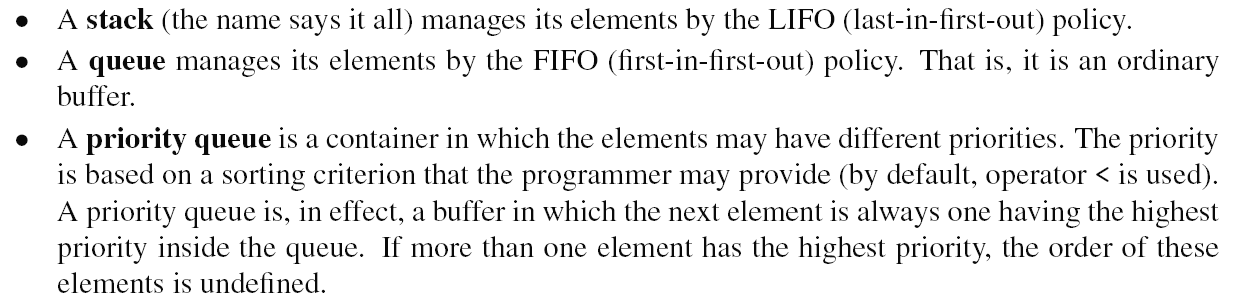 • A stack (the name says it all) manages its elements by the LIFO (last-in-first-out) policy.
• A queue manages its elements by the FIFO (first-in-first-out) policy. That is, it is an ordinary
buffer.
• A priority queue is a container in which the elements may have different priorities. The priority
is based on a sorting criterion that the programmer may provide (by default, operator < is used).
A priority queue is, in effect, a buffer in which the next element is always one having the highest
priority inside the queue. If more than one element has the highest priority, the order of these
elements is undefined.